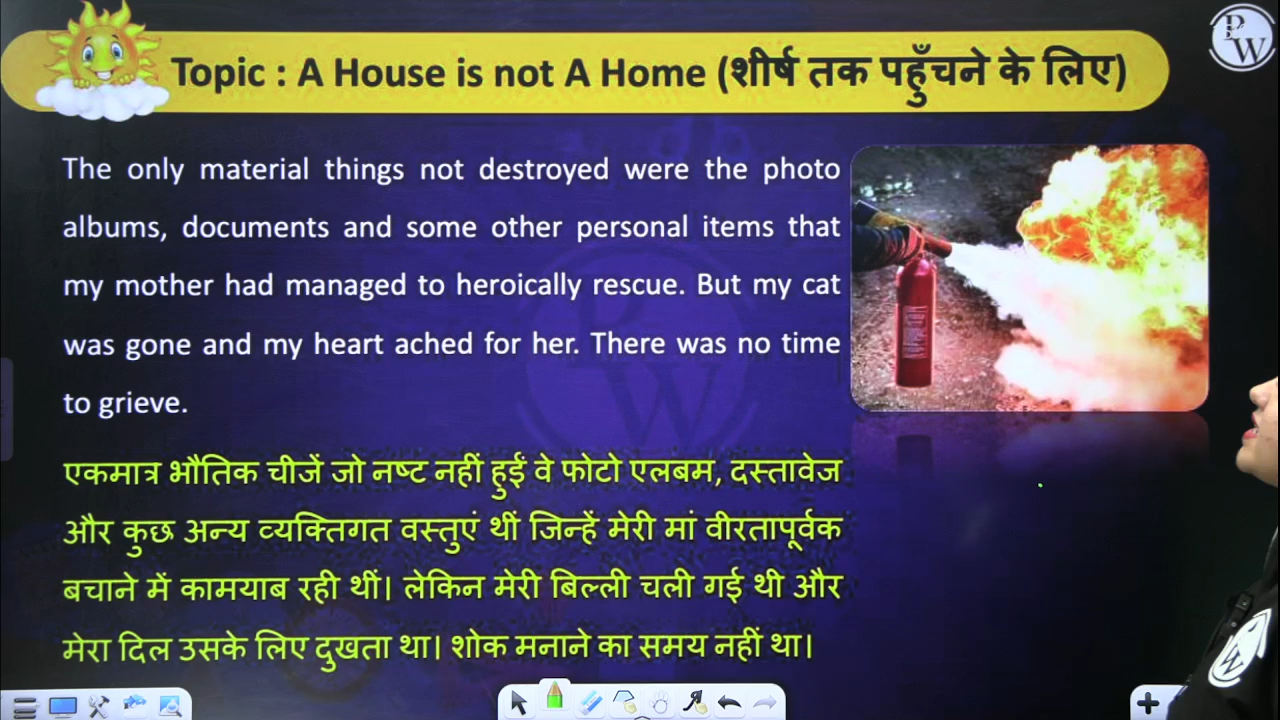 Topic : A House is not A Home (शीर्ष तक पहुँचने के लिए)
PW
The only material things not destroyed were the photo
albums, documents and some other personal items that
my mother had managed to heroically rescue. But my cat
was gone and my heart ached for her. There was no time
to grieve.
एकमात्र भौतिक चीजें जो नष्ट नहीं हुईं वे फोटो एलबम, दस्तावेज
और कुछ अन्य व्यक्तिगत वस्तुएं थीं जिन्हें मेरी मां वीरतापूर्वक
बचाने में कामयाब रही थीं। लेकिन मेरी बिल्ली चली गई थी और
मेरा दिल उसके लिए दुखता था। शोक मनाने का समय नहीं था।